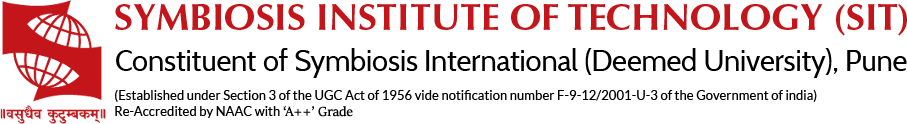 SYMBIOSIS INSTITUTE OF TECHNOLOGY (SIT)
Constituent of Symbiosis International (Deemed University), Pune
(Established under Section 3 of the UGC Act of 1956 vide notification number F-9-12/2001-U-3 of the Government of india)
Re-Accredited by NAAC with ‘A++’ Grade
॥वसुधैव कुटुम्बकम्॥